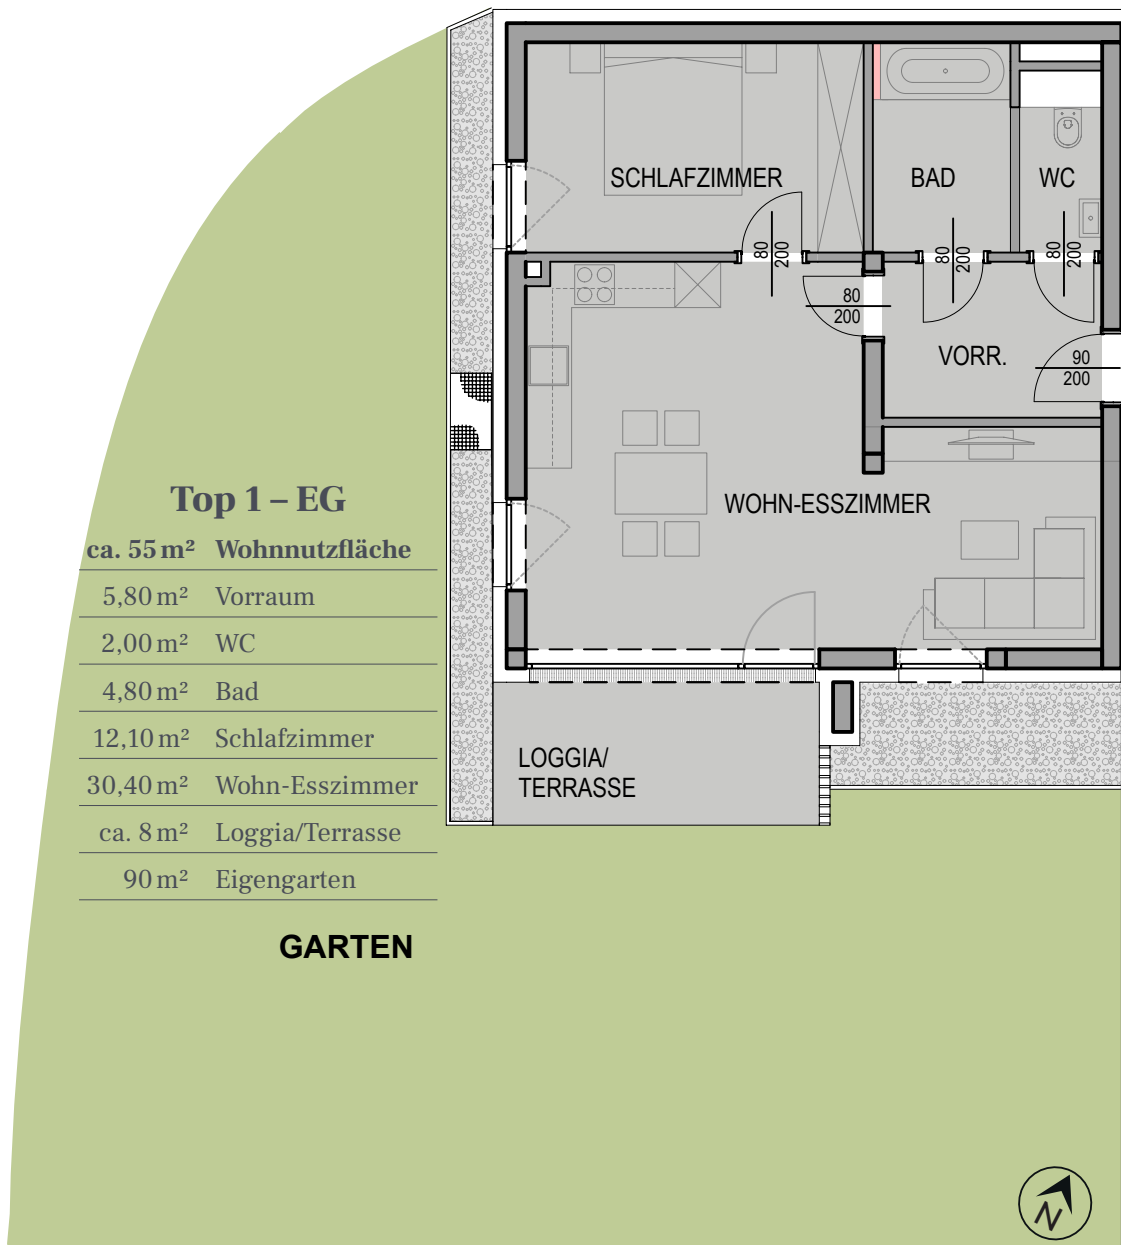 SCHLAFZIMMER
BAD
WC
80
200
80
200
80
200
80
200
VORR.
90
200
Top 1 – EG
ca. 55 m² Wohnnutzfläche
5,80 m² Vorraum
2,00 m² WC
4,80 m² Bad
12,10 m² Schlafzimmer
30,40 m² Wohn-Esszimmer
ca. 8 m² Loggia/Terrasse
90 m² Eigengarten
WOHN-ESSZIMMER
LOGGIA/
TERRASSE
GARTEN
N